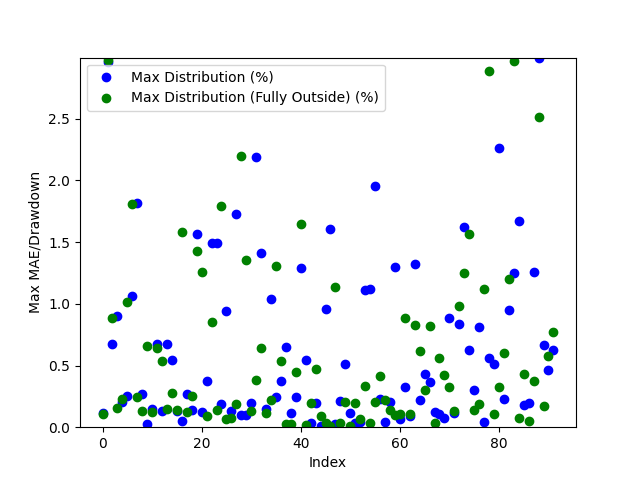 Max Distribution (%)
Max Distribution (Fully Outside) (%)
2.5
2.0
1.5
1.0
0.5
0.0
Max MAE/Drawdown
0 20 40 60 80
Index